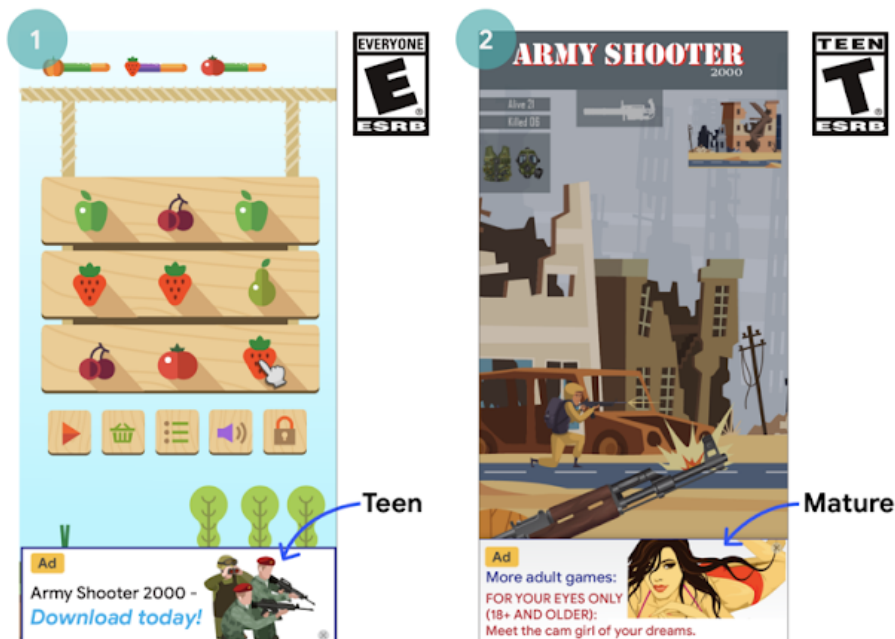 1
EVERYONE
E
ESRB
Ad
Army Shooter 2000 -
Download today!
Teen
2
ARMY SHOOTER
2000
TEEN
T
ESRB
Alive 21
Killed 06
Ad
More adult games:
FOR YOUR EYES ONLY
(18+ AND OLDER):
Meet the cam girl of your dreams.
Mature